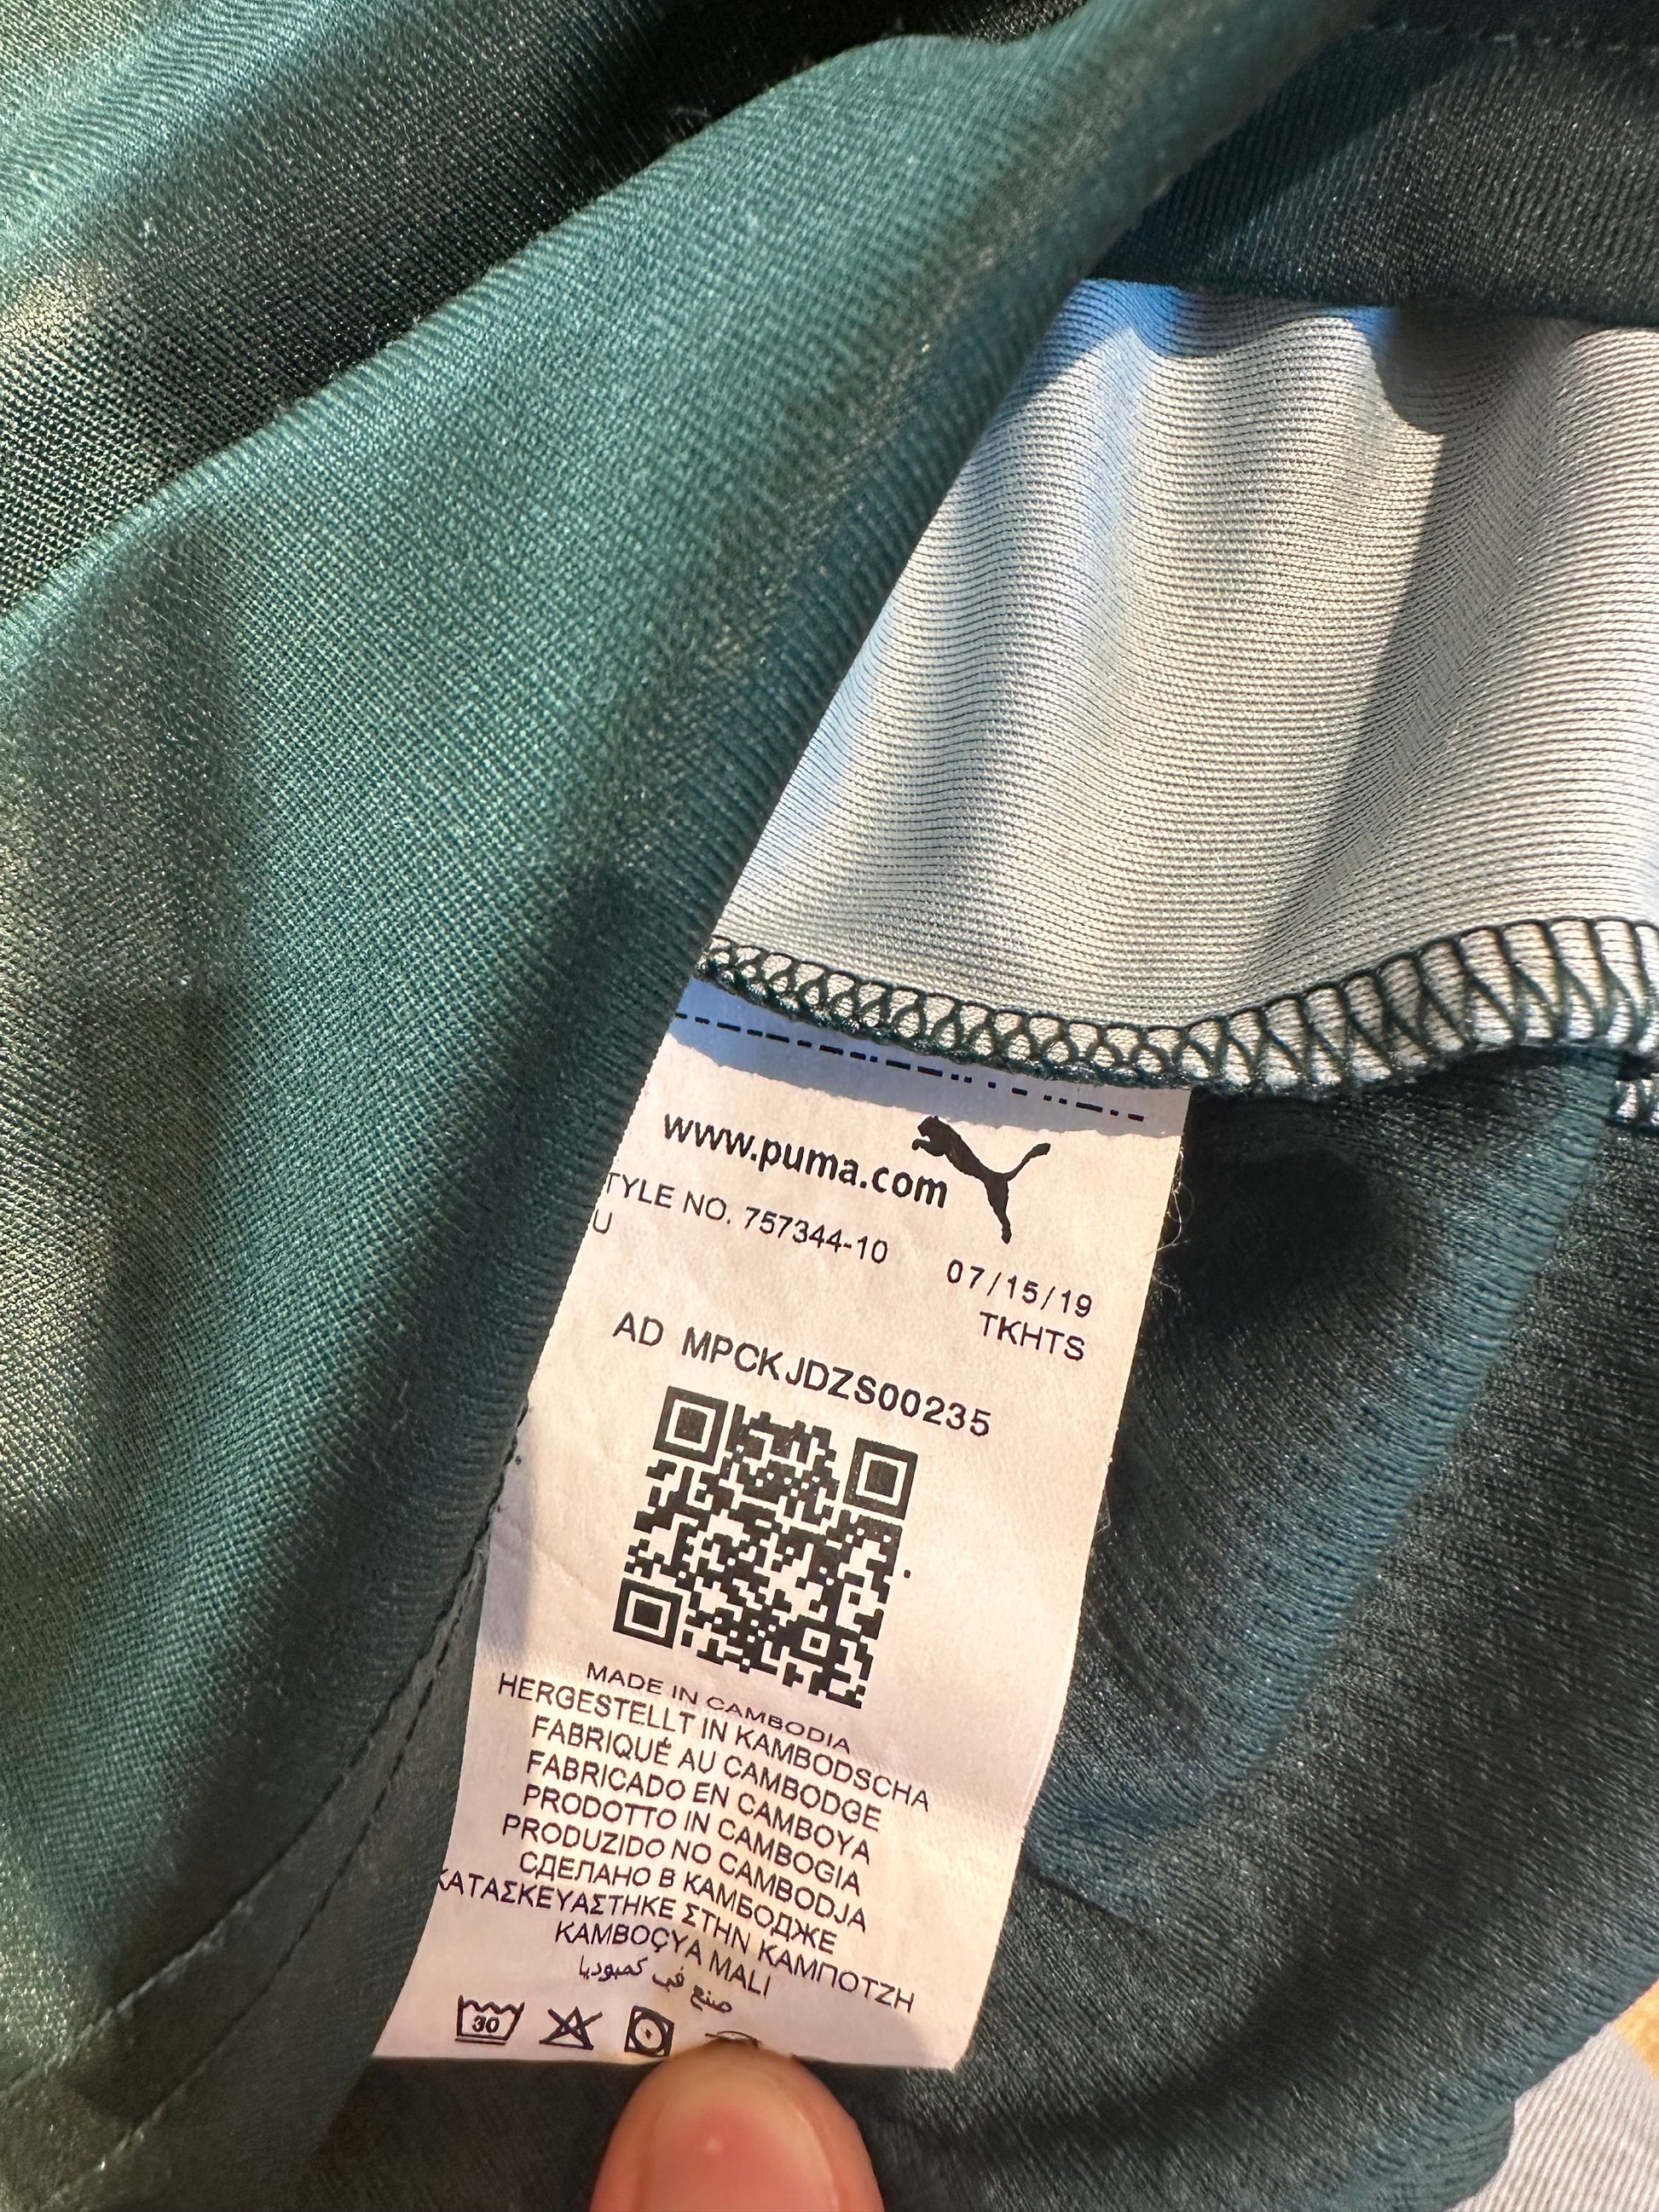 www.puma.com
TYLE NO. 757344-10
U
07/15/19
TKHTS
AD MPCKJDZS00235
MADE IN CAMBODIA
HERGESTELLT IN KAMBODSCHA
FABRIQUÉ AU CAMBODGE
FABRICADO EN CAMBOYA
PRODOTTO IN CAMBOGIA
PRODUZIDO NO CAMBODJA
СДЕЛАНО В КАМБОДЖЕ
ΚΑΤΑΣΚΕΥΑΣΤΗΚΕ ΣΤΗΝ ΚΑΜΠΟΤΖΗ
KAMBOÇYA MALI
صنع في كمبوديا
30